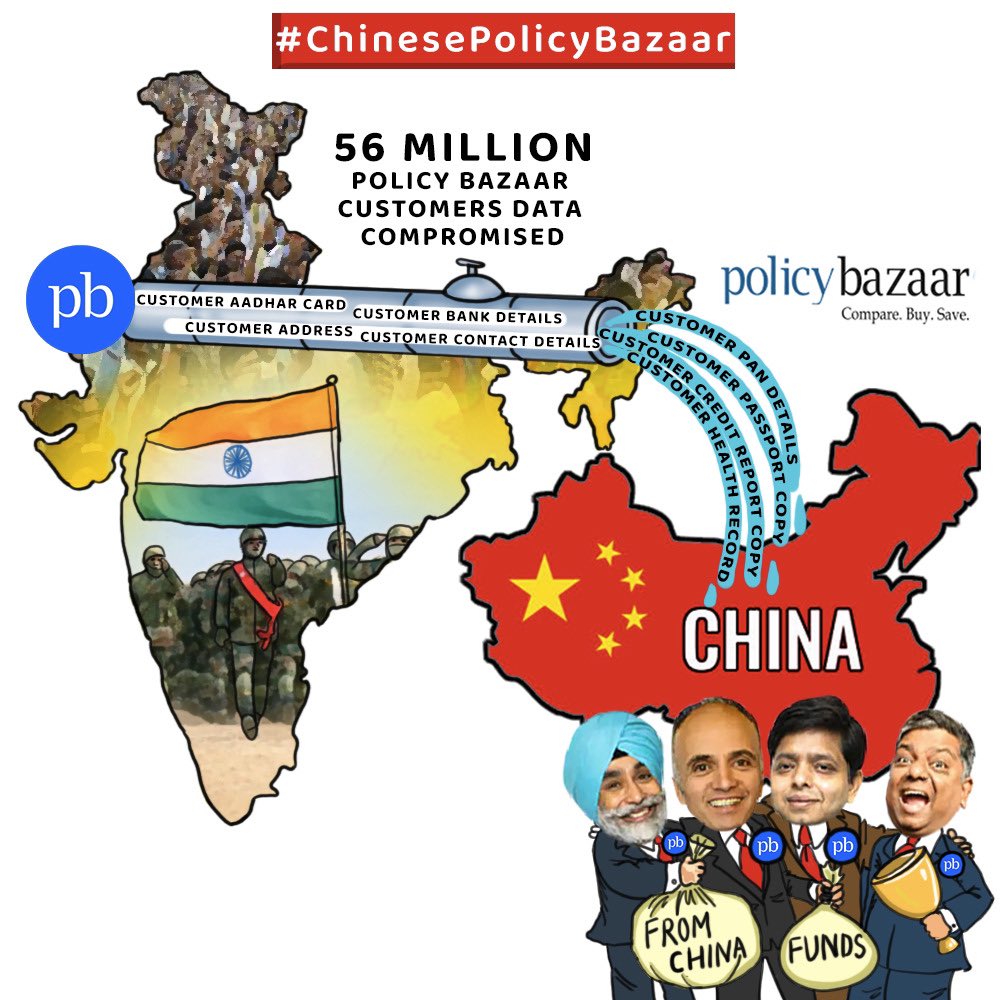 #ChinesePolicyBazaar
56 MILLION
POLICY BAZAAR
CUSTOMERS DATA
COMPROMISED
pb
CUSTOMER AADHAR CARD
CUSTOMER BANK DETAILS
CUSTOMER ADDRESS
CUSTOMER CONTACT DETAILS
policybazaar
Compare. Buy. Save.
CUSTOMER PAN DETAILS
CUSTOMER PASSPORT COPY
CUSTOMER CREDIT REPORT COPY
CUSTOMER HEALTH RECORD
CHINA
pb
pb
pb
pb
FROM
CHINA
FUNDS